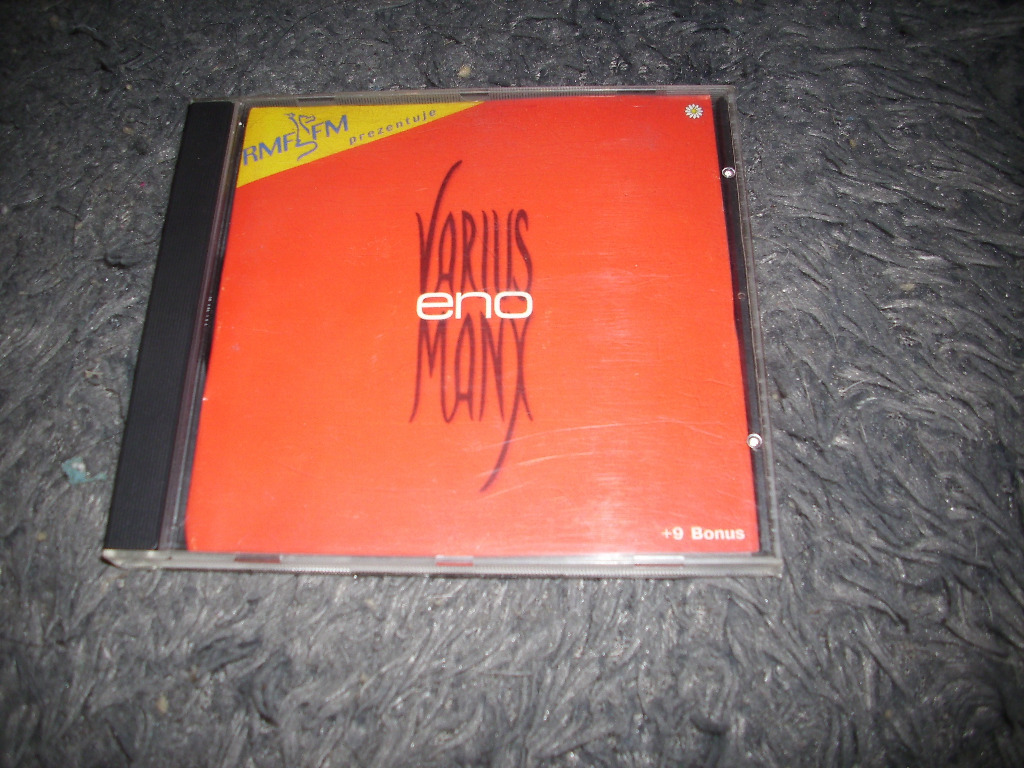 RMF FM
prezentuje
VARIUS
eno
MANX
+9 Bonus